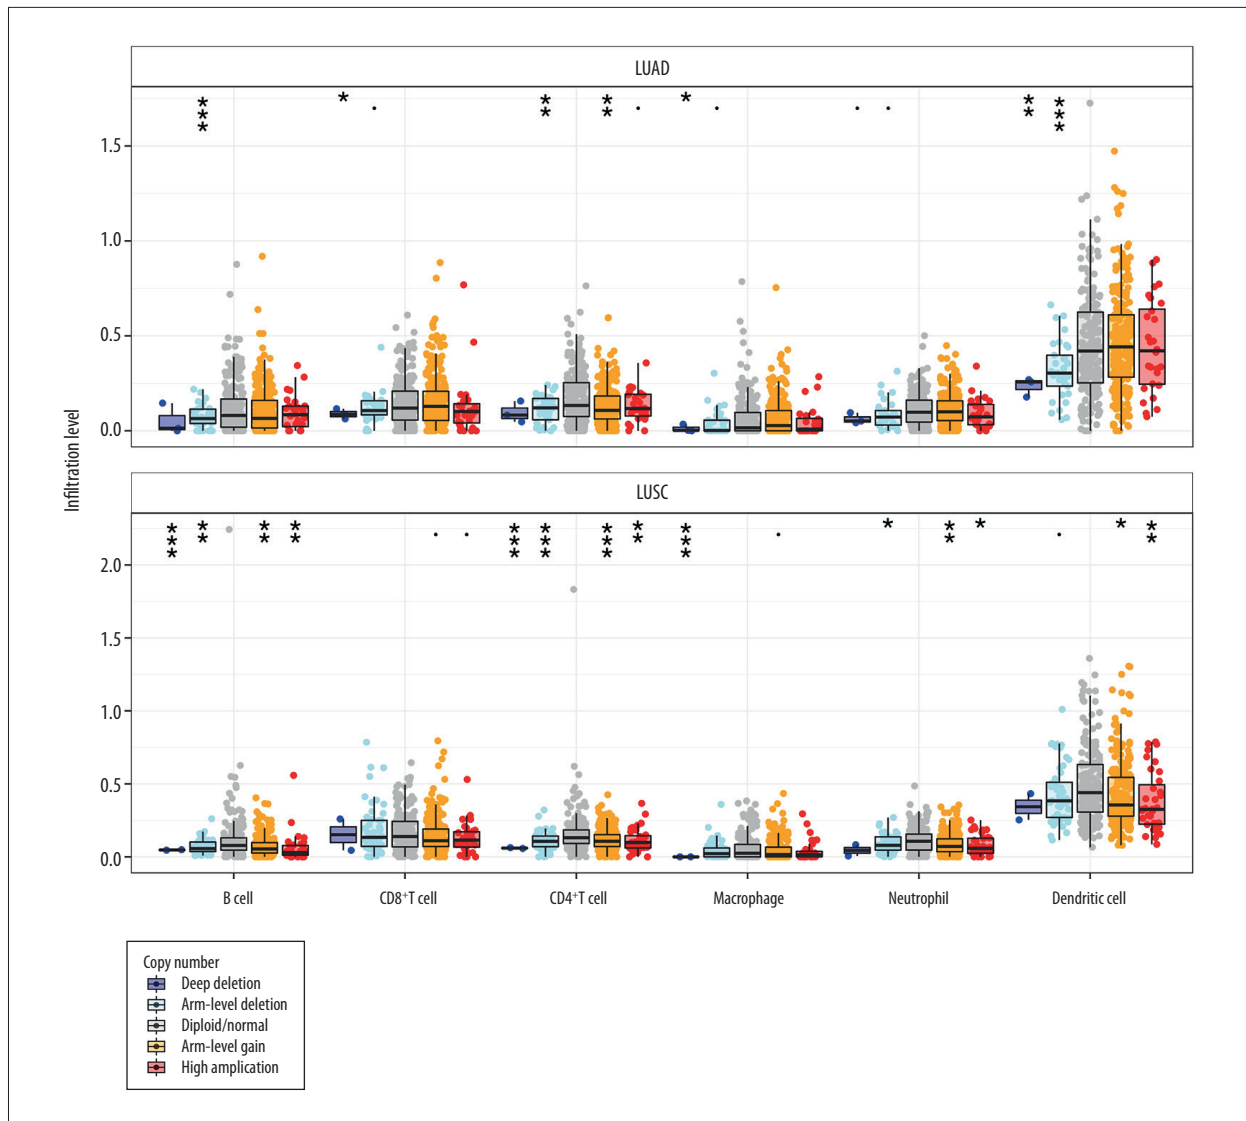 LUAD
*** * · ** ** · * · · · ** ***
1.5
1.0
0.5
0.0
Infiltration level
LUSC
*** ** ** ** · · *** *** *** ** *** · * ** * · * **
2.0
1.5
1.0
0.5
0.0
B cell CD8⁺T cell CD4⁺T cell Macrophage Neutrophil Dendritic cell
Copy number
Deep deletion
Arm-level deletion
Diploid/normal
Arm-level gain
High amplication